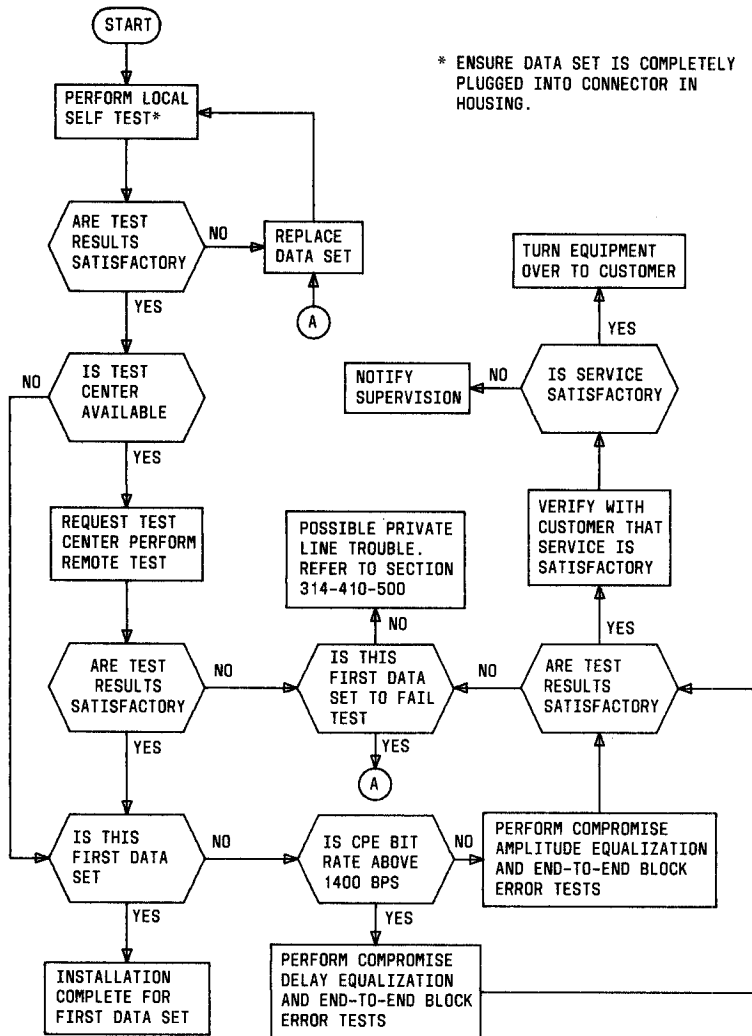 START
* ENSURE DATA SET IS COMPLETELY
PLUGGED INTO CONNECTOR IN
HOUSING.
PERFORM LOCAL
SELF TEST*
ARE TEST
RESULTS
SATISFACTORY
NO
REPLACE
DATA SET
A
YES
TURN EQUIPMENT
OVER TO CUSTOMER
YES
IS SERVICE
SATISFACTORY
NO
NOTIFY
SUPERVISION
NO
IS TEST
CENTER
AVAILABLE
YES
REQUEST TEST
CENTER PERFORM
REMOTE TEST
POSSIBLE PRIVATE
LINE TROUBLE.
REFER TO SECTION
314-410-500
VERIFY WITH
CUSTOMER THAT
SERVICE IS
SATISFACTORY
NO
YES
ARE TEST
RESULTS
SATISFACTORY
NO
IS THIS
FIRST DATA
SET TO FAIL
TEST
NO
ARE TEST
RESULTS
SATISFACTORY
YES
YES
A
IS THIS
FIRST DATA
SET
NO
IS CPE BIT
RATE ABOVE
1400 BPS
NO
PERFORM COMPROMISE
AMPLITUDE EQUALIZATION
AND END-TO-END BLOCK
ERROR TESTS
YES
YES
INSTALLATION
COMPLETE FOR
FIRST DATA SET
PERFORM COMPROMISE
DELAY EQUALIZATION
AND END-TO-END BLOCK
ERROR TESTS